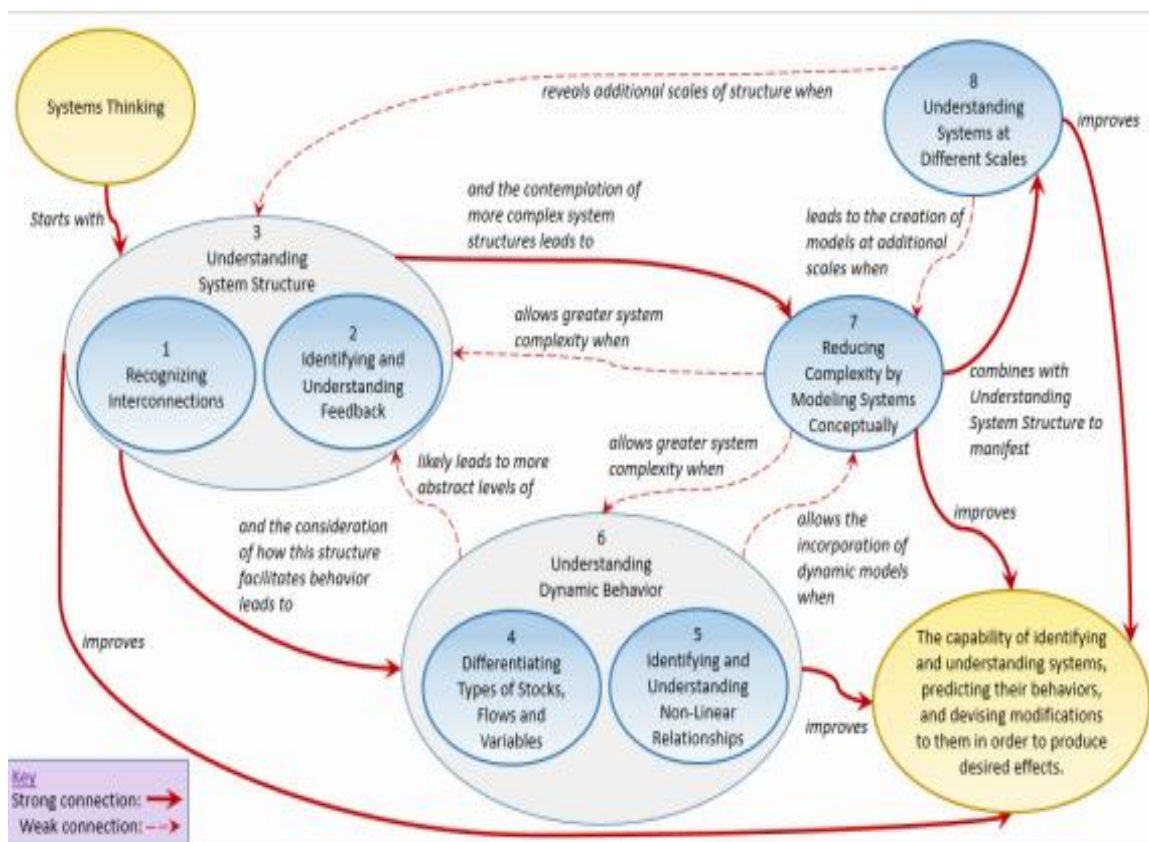 Systems Thinking
Starts with
reveals additional scales of structure when
8
Understanding
Systems at
Different Scales
improves
3
Understanding
System Structure
and the contemplation of
more complex system
structures leads to
leads to the creation of
models at additional
scales when
1
Recognizing
Interconnections
2
Identifying and
Understanding
Feedback
allows greater system
complexity when
7
Reducing
Complexity by
Modeling Systems
Conceptually
combines with
Understanding
System Structure to
manifest
likely leads to more
abstract levels of
allows greater system
complexity when
and the consideration
of how this structure
facilitates behavior
leads to
6
Understanding
Dynamic Behavior
allows the
incorporation of
dynamic models
when
improves
improves
4
Differentiating
Types of Stocks,
Flows and
Variables
5
Identifying and
Understanding
Non-Linear
Relationships
improves
The capability of identifying
and understanding systems,
predicting their behaviors,
and devising modifications
to them in order to produce
desired effects.
Key
Strong connection:
Weak connection: